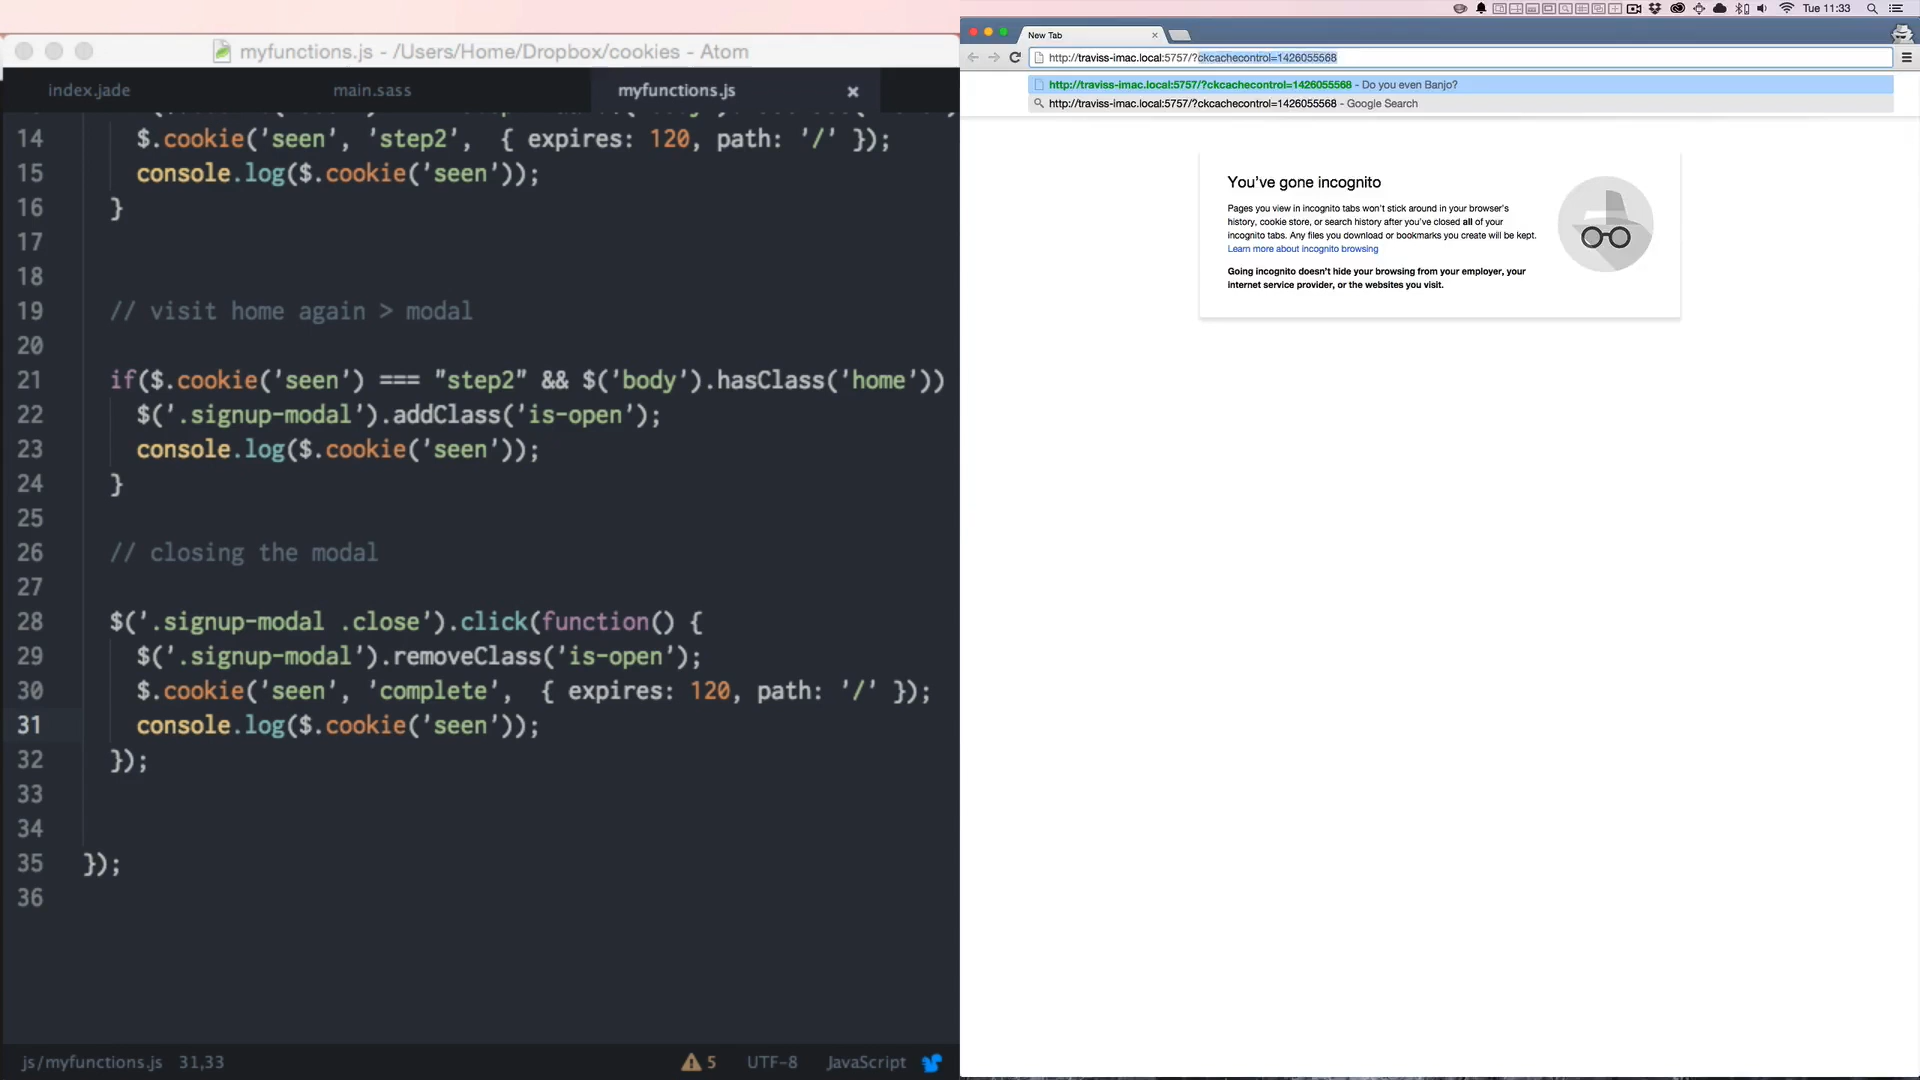 myfunctions.js - /Users/Home/Dropbox/cookies - Atom
index.jade
main.sass
myfunctions.js
14 $.cookie('seen', 'step2', { expires: 120, path: '/' });
15 console.log($.cookie('seen'));
16 }
17
18
19 // visit home again > modal
20
21 if($.cookie('seen') === "step2" && $('body').hasClass('home'))
22 $('.signup-modal').addClass('is-open');
23 console.log($.cookie('seen'));
24 }
25
26 // closing the modal
27
28 $('.signup-modal .close').click(function() {
29 $('.signup-modal').removeClass('is-open');
30 $.cookie('seen', 'complete', { expires: 120, path: '/' });
31 console.log($.cookie('seen'));
32 });
33
34
35 });
36
js/myfunctions.js 31,33
5 UTF-8 JavaScript
Tue 11:33
New Tab
http://traviss-imac.local:5757/?ckcachecontrol=1426055568
http://traviss-imac.local:5757/?ckcachecontrol=1426055568 - Do you even Banjo?
http://traviss-imac.local:5757/?ckcachecontrol=1426055568 - Google Search
You've gone incognito
Pages you view in incognito tabs won't stick around in your browser's
history, cookie store, or search history after you've closed all of your
incognito tabs. Any files you download or bookmarks you create will be kept.
Learn more about incognito browsing
Going incognito doesn't hide your browsing from your employer, your
internet service provider, or the websites you visit.